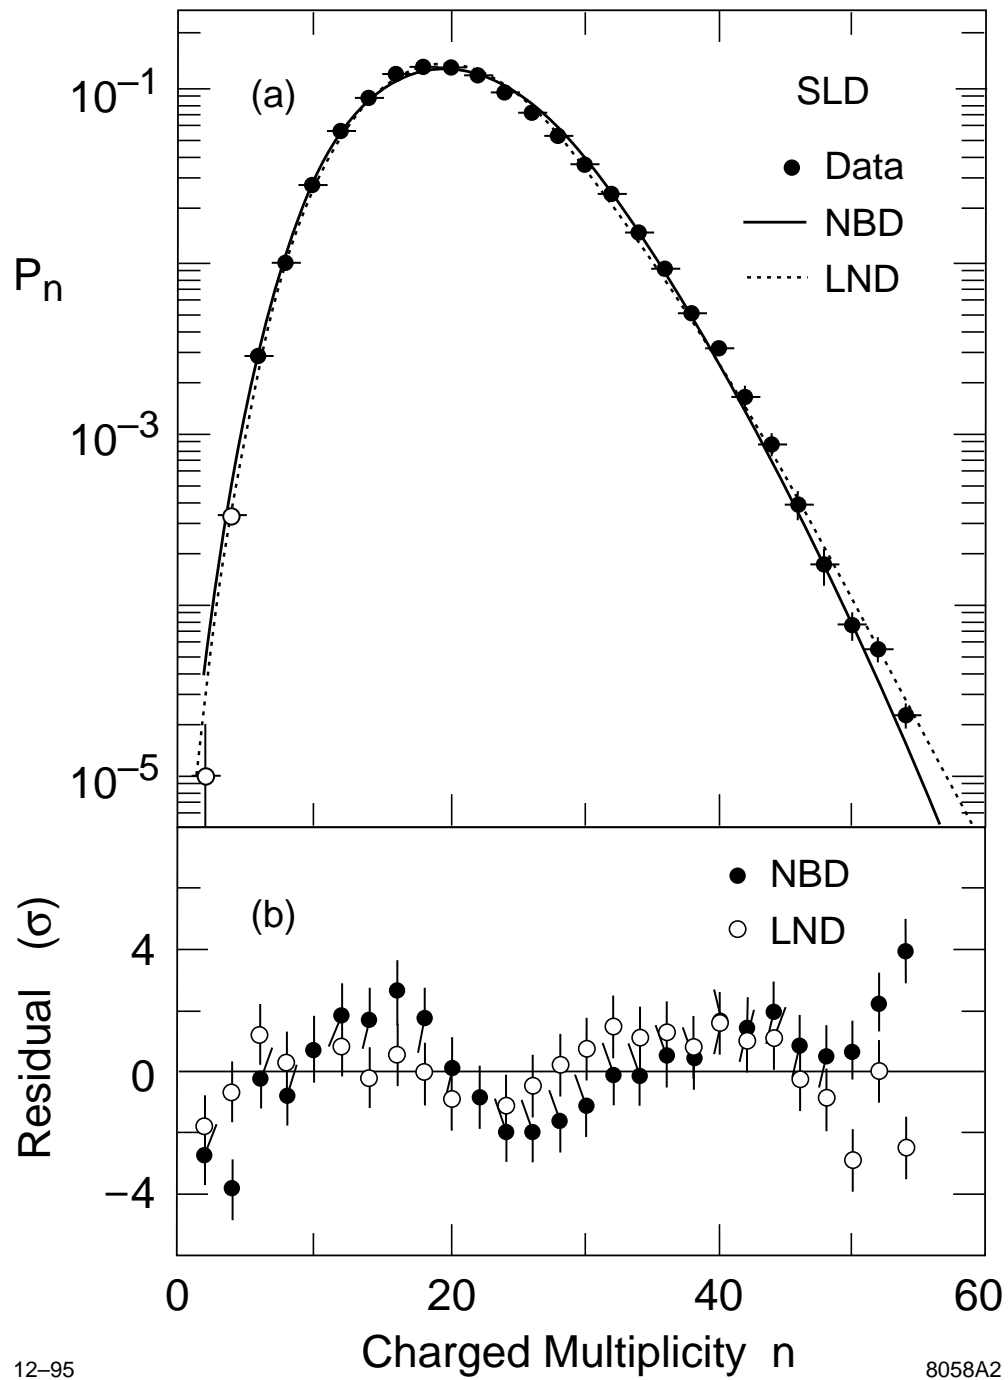 (a)
SLD
Data
NBD
LND
Pn
10−1
10−3
10−5
(b)
NBD
LND
Residual (σ)
4
0
−4
0
20
40
60
Charged Multiplicity n
12–95
8058A2